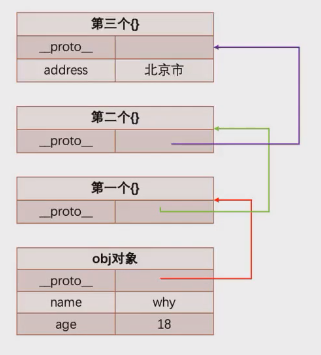 第三个{}
__proto__
address 北京市
第二个{}
__proto__
第一个{}
__proto__
obj对象
__proto__
name why
age 18